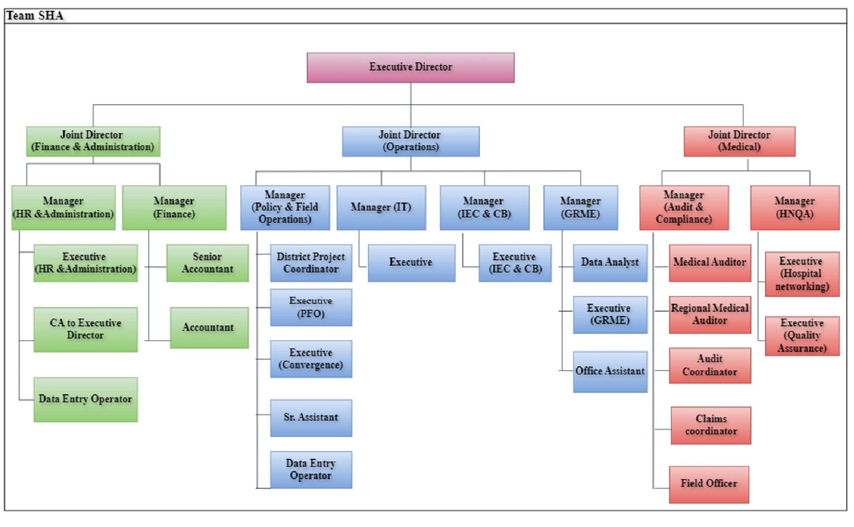 Team SHA
Executive Director
Joint Director
(Finance & Administration)
Joint Director
(Operations)
Joint Director
(Medical)
Manager
(HR &Administration)
Manager
(Finance)
Manager
(Policy & Field
Operations)
Manager (IT)
Manager
(IEC & CB)
Manager
(GRME)
Manager
(Audit &
Compliance)
Manager
(HNQA)
Executive
(HR &Administration)
CA to Executive
Director
Data Entry Operator
Senior
Accountant
Accountant
District Project
Coordinator
Executive
(PFO)
Executive
(Convergence)
Sr. Assistant
Data Entry
Operator
Executive
Executive
(IEC & CB)
Data Analyst
Executive
(GRME)
Office Assistant
Medical Auditor
Regional Medical
Auditor
Audit
Coordinator
Claims
coordinator
Field Officer
Executive
(Hospital
networking)
Executive
(Quality
Assurance)